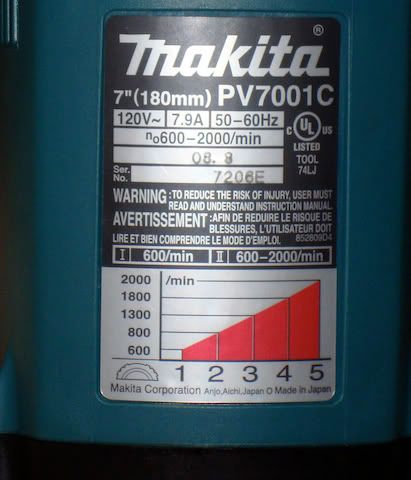 makita®
7"(180mm) PV7001C
120V~ 7.9A 50-60Hz
n₀600-2000/min
08. 8
Ser. No. 7206E
C UL US LISTED
TOOL
74LJ
WARNING : TO REDUCE THE RISK OF INJURY, USER MUST
READ AND UNDERSTAND INSTRUCTION MANUAL.
AVERTISSEMENT : AFIN DE REDUIRE LE RISQUE DE
BLESSURES, L'UTILISATEUR DOIT
LIRE ET BIEN COMPRENDRE LE MODE D'EMPLOI. 852809D4
I 600/min II 600-2000/min
2000 /min
1800
1300
800
600
1 2 3 4 5
Makita Corporation Anjo,Aichi,Japan O Made in Japan